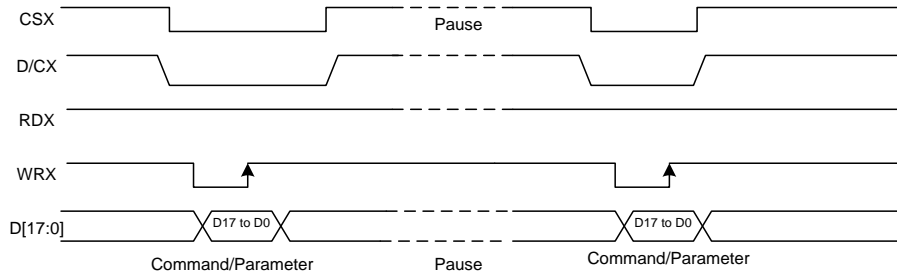 CSX
Pause
D/CX
RDX
WRX
D[17:0]
D17 to D0
D17 to D0
Command/Parameter
Pause
Command/Parameter